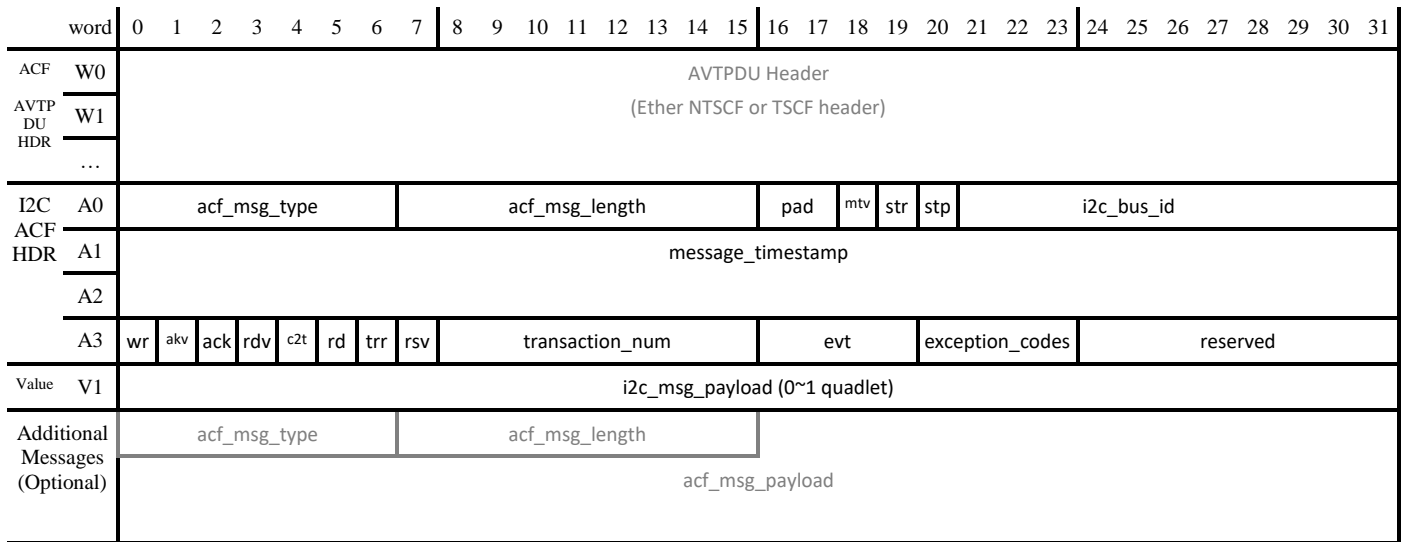 word 0 1 2 3 4 5 6 7 8 9 10 11 12 13 14 15 16 17 18 19 20 21 22 23 24 25 26 27 28 29 30 31
ACF AVTP DU HDR
W0
AVTPDU Header
W1
(Ether NTSCF or TSCF header)
…
I2C ACF HDR
A0 acf_msg_type acf_msg_length pad mtv str stp i2c_bus_id
A1 message_timestamp
A2
A3 wr akv ack rdv c2t rd trr rsv transaction_num evt exception_codes reserved
Value V1 i2c_msg_payload (0~1 quadlet)
Additional
Messages
(Optional)
acf_msg_type acf_msg_length
acf_msg_payload